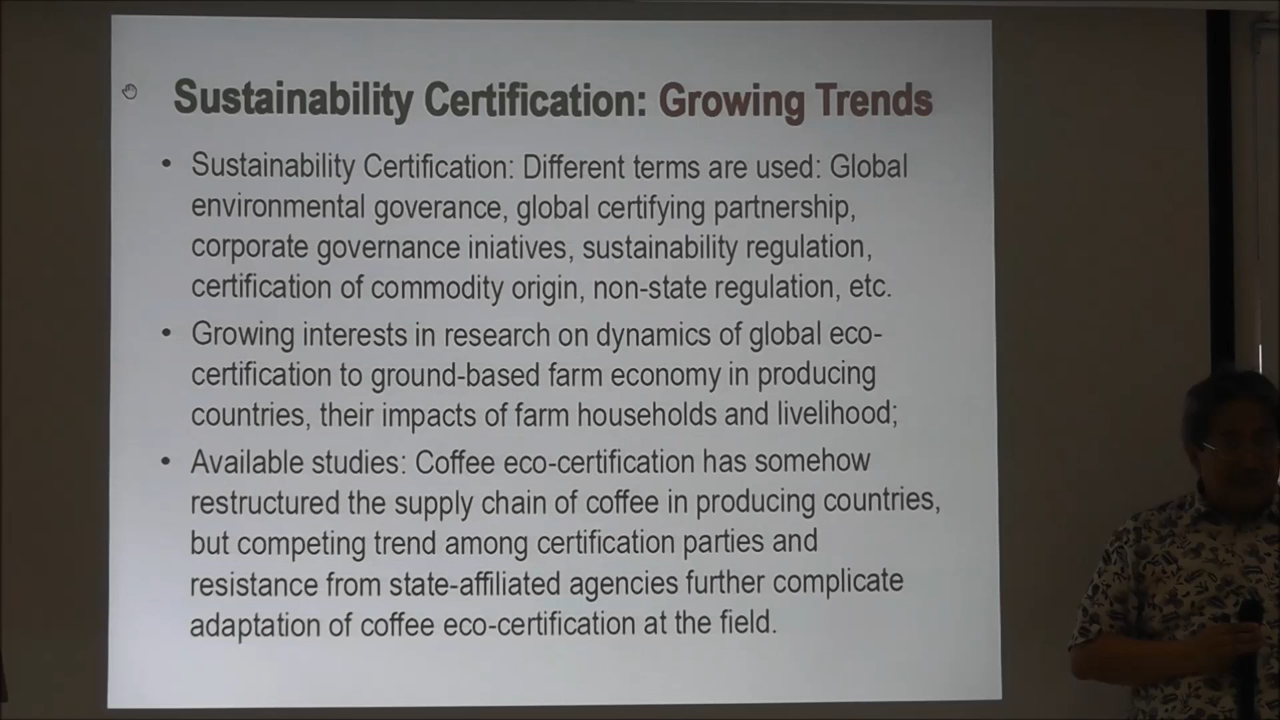 Sustainability Certification: Growing Trends
• Sustainability Certification: Different terms are used: Global
environmental goverance, global certifying partnership,
corporate governance iniatives, sustainability regulation,
certification of commodity origin, non-state regulation, etc.
• Growing interests in research on dynamics of global eco-
certification to ground-based farm economy in producing
countries, their impacts of farm households and livelihood;
• Available studies: Coffee eco-certification has somehow
restructured the supply chain of coffee in producing countries,
but competing trend among certification parties and
resistance from state-affiliated agencies further complicate
adaptation of coffee eco-certification at the field.